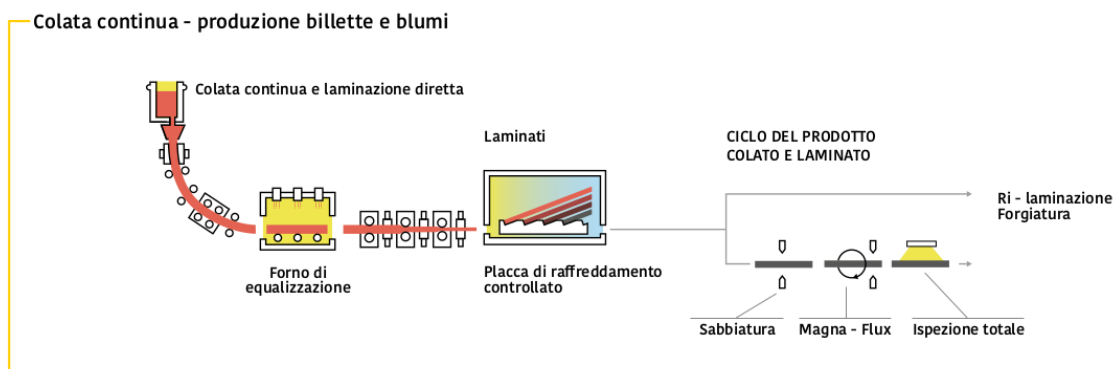 Colata continua - produzione billette e blumi
Colata continua e laminazione diretta
Laminati
CICLO DEL PRODOTTO
COLATO E LAMINATO
Ri - laminazione
Forgiatura
Forno di
equalizzazione
Placca di raffreddamento
controllato
Sabbiatura
Magna - Flux
Ispezione totale